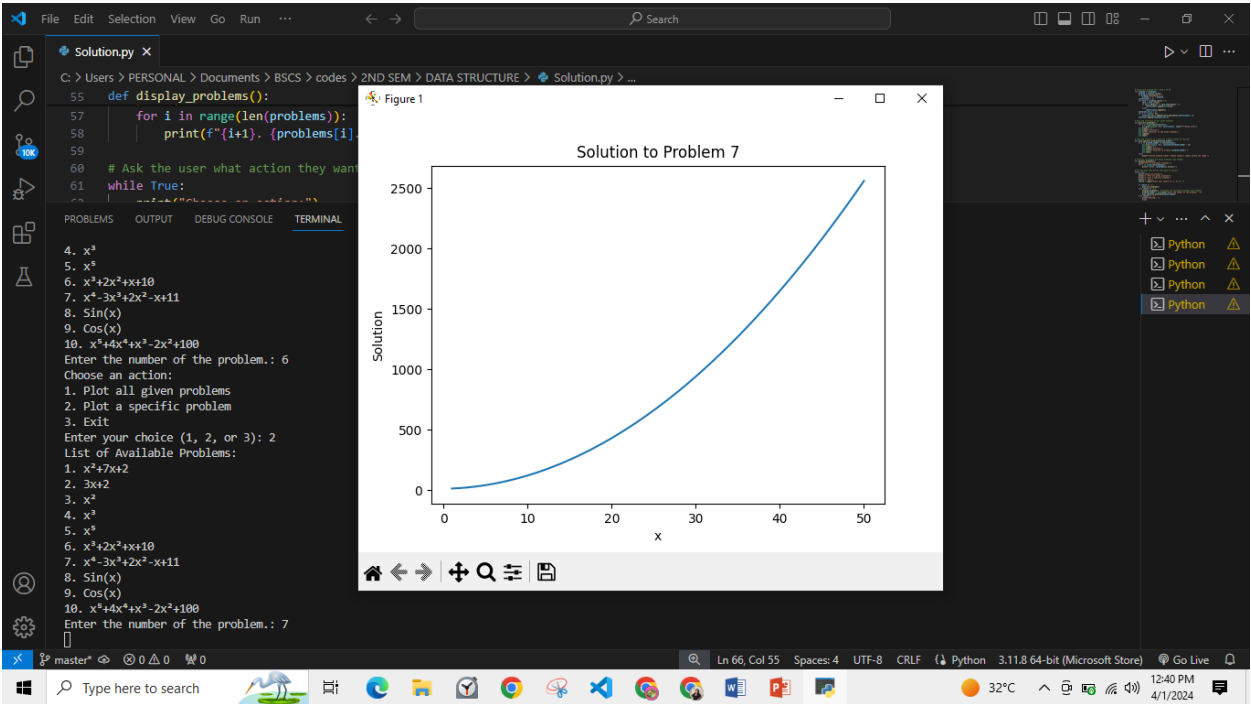 File Edit Selection View Go Run ···
Search
Solution.py
C: > Users > PERSONAL > Documents > BSCS > codes > 2ND SEM > DATA STRUCTURE > Solution.py > ...
55 def display_problems():
57 for i in range(len(problems)):
58 print(f"{i+1}. {problems[i].
59
60 # Ask the user what action they want
61 while True:
PROBLEMS OUTPUT DEBUG CONSOLE TERMINAL
10K
4. x³
5. x⁵
6. x³+2x²+x+10
7. x⁴-3x³+2x²-x+11
8. Sin(x)
9. Cos(x)
10. x⁵+4x⁴+x³-2x²+100
Enter the number of the problem.: 6
Choose an action:
1. Plot all given problems
2. Plot a specific problem
3. Exit
Enter your choice (1, 2, or 3): 2
List of Available Problems:
1. x²+7x+2
2. 3x+2
3. x²
4. x³
5. x⁵
6. x³+2x²+x+10
7. x⁴-3x³+2x²-x+11
8. Sin(x)
9. Cos(x)
10. x⁵+4x⁴+x³-2x²+100
Enter the number of the problem.: 7
Figure 1
Solution to Problem 7
2500
2000
1500
1000
500
0
Solution
0 10 20 30 40 50
x
Python
Python
Python
Python
master* 0 0 0
Ln 66, Col 55 Spaces: 4 UTF-8 CRLF Python 3.11.8 64-bit (Microsoft Store) Go Live
Type here to search
32°C
12:40 PM
4/1/2024